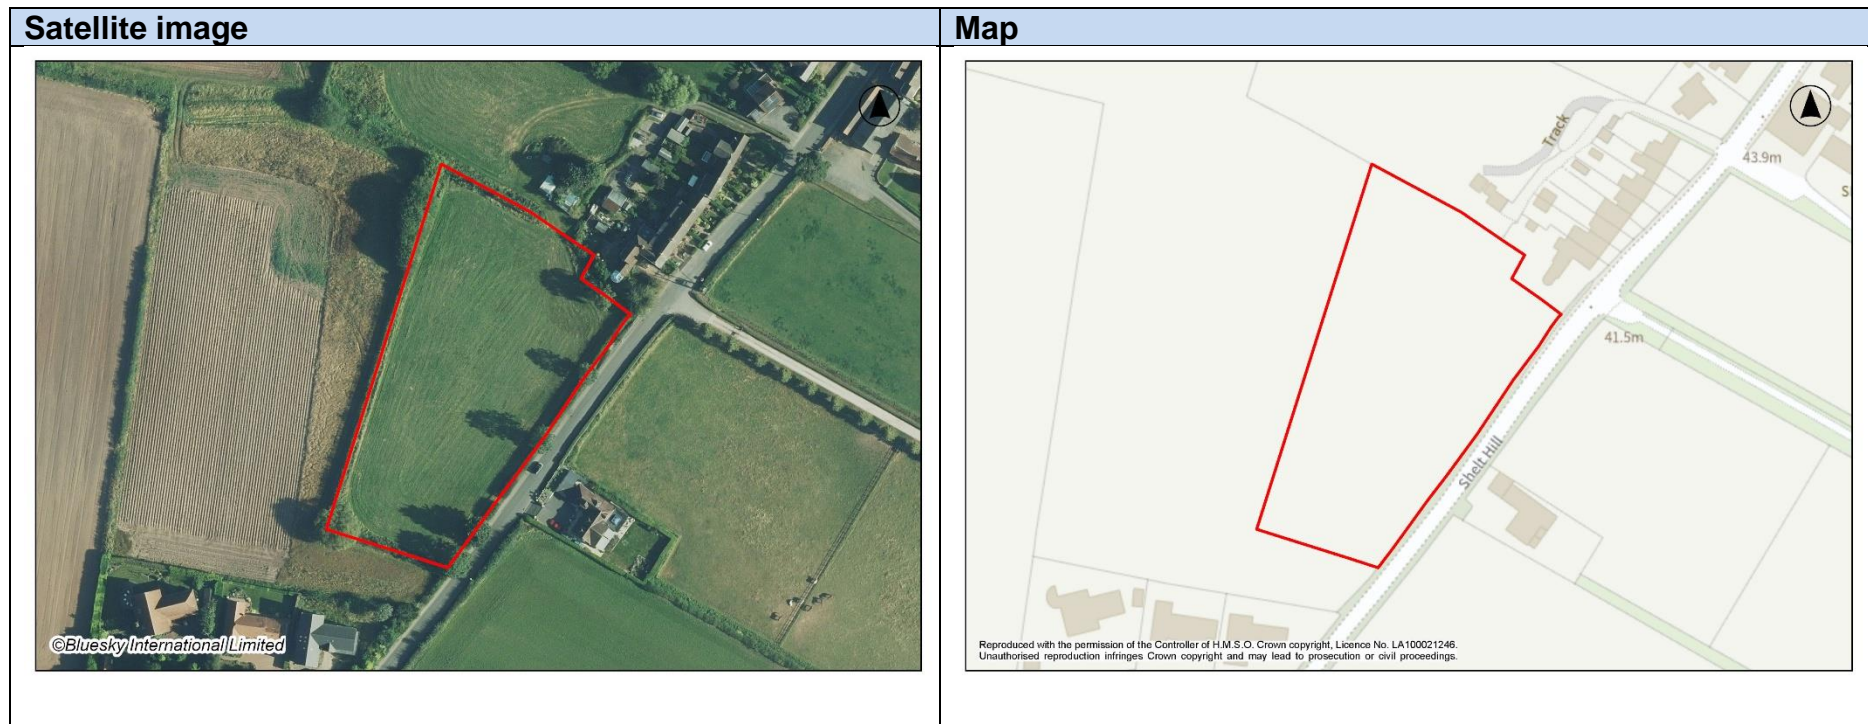 Satellite image
Map
©Bluesky International Limited
Track
43.9m
S
41.5m
Shelt Hill
Reproduced with the permission of the Controller of H.M.S.O. Crown copyright, Licence No. LA100021246.
Unauthorised reproduction infringes Crown copyright and may lead to prosecution or civil proceedings.